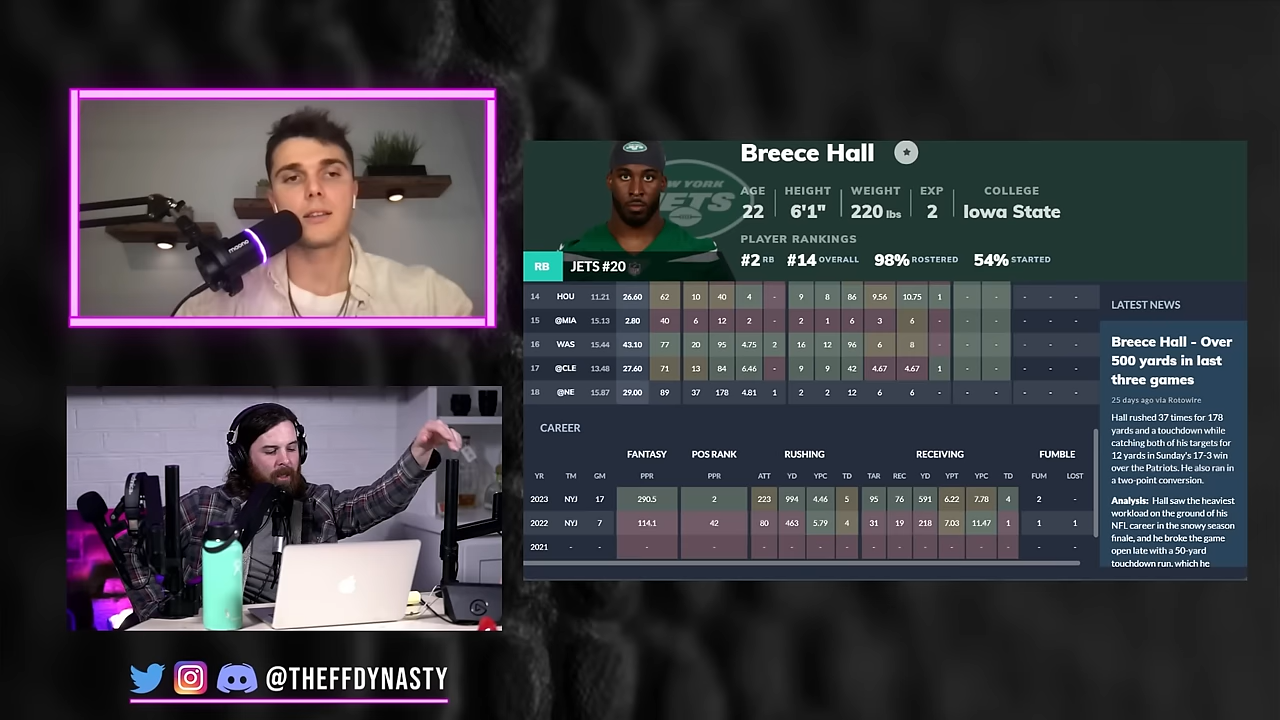 Breece Hall
AGE HEIGHT WEIGHT EXP COLLEGE
22 6'1" 220 lbs 2 Iowa State
PLAYER RANKINGS
#2 RB #14 OVERALL 98% ROSTERED 54% STARTED
NEW YORK
JETS
RB JETS #20
14 HOU 11.21 26.60 62 10 40 4 - 9 8 86 9.56 10.75 1 - - - - -
15 @MIA 15.13 2.80 40 6 12 2 - 2 1 6 3 6 - - - - - -
16 WAS 15.44 43.10 77 20 95 4.75 2 16 12 96 6 8 - - - - - -
17 @CLE 13.48 27.60 71 13 84 6.46 - 9 9 42 4.67 4.67 1 - - - - -
18 @NE 15.87 29.00 89 37 178 4.81 1 2 2 12 6 6 - - - - - -
CAREER
FANTASY POS RANK RUSHING RECEIVING FUMBLE
YR TM GM PPR PPR ATT YD YPC TD TAR REC YD YPT YPC TD FUM LOST
2023 NYJ 17 290.5 2 223 994 4.46 5 95 76 591 6.22 7.78 4 2 -
2022 NYJ 7 114.1 42 80 463 5.79 4 31 19 218 7.03 11.47 1 1 1
2021 - - - - - - - - - - - - - - - -
LATEST NEWS
Breece Hall - Over
500 yards in last
three games
25 days ago via Rotowire
Hall rushed 37 times for 178
yards and a touchdown while
catching both of his targets for
12 yards in Sunday's 17-3 win
over the Patriots. He also ran in
a two-point conversion.
Analysis: Hall saw the heaviest
workload on the ground of his
NFL career in the snowy season
finale, and he broke the game
open late with a 50-yard
touchdown run, which he
maono
@THEFFDYNASTY